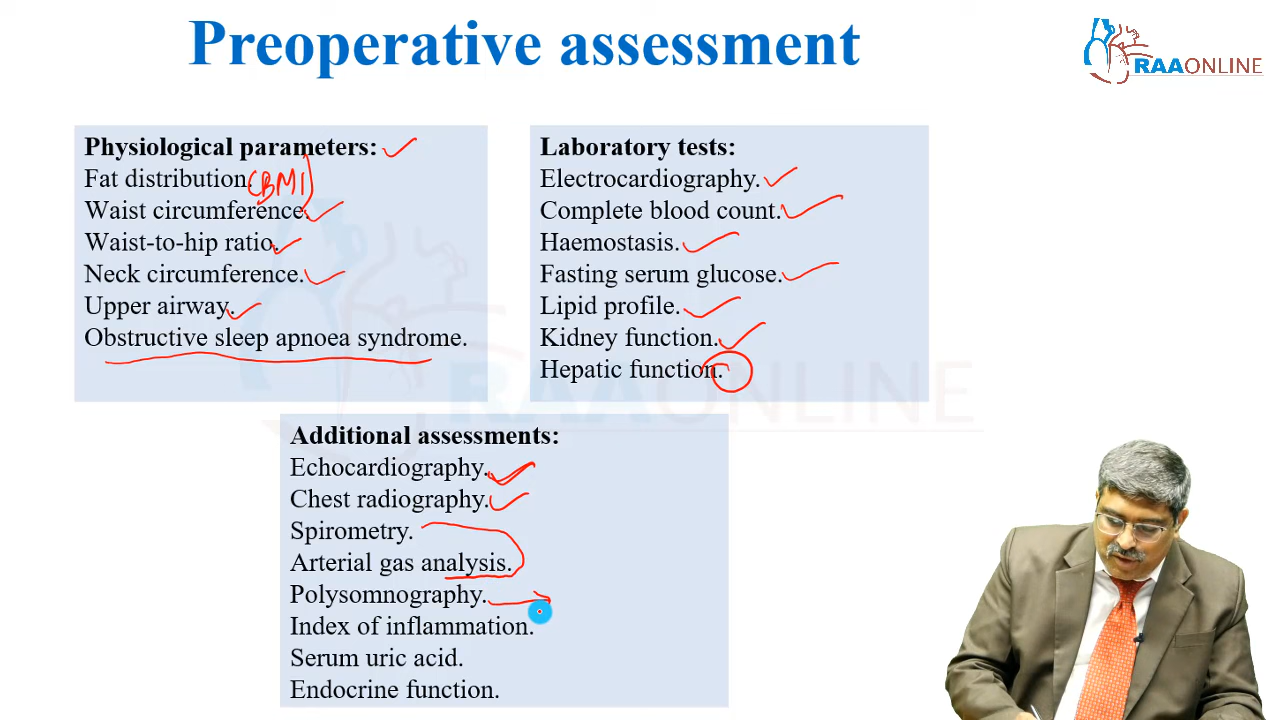 Preoperative assessment
RAAONLINE
Physiological parameters:
Fat distribution. (BMI)
Waist circumference.
Waist-to-hip ratio.
Neck circumference.
Upper airway.
Obstructive sleep apnoea syndrome.
Laboratory tests:
Electrocardiography.
Complete blood count.
Haemostasis.
Fasting serum glucose.
Lipid profile.
Kidney function.
Hepatic function.
RAAONLINE
Additional assessments:
Echocardiography.
Chest radiography.
Spirometry.
Arterial gas analysis.
Polysomnography.
Index of inflammation.
Serum uric acid.
Endocrine function.